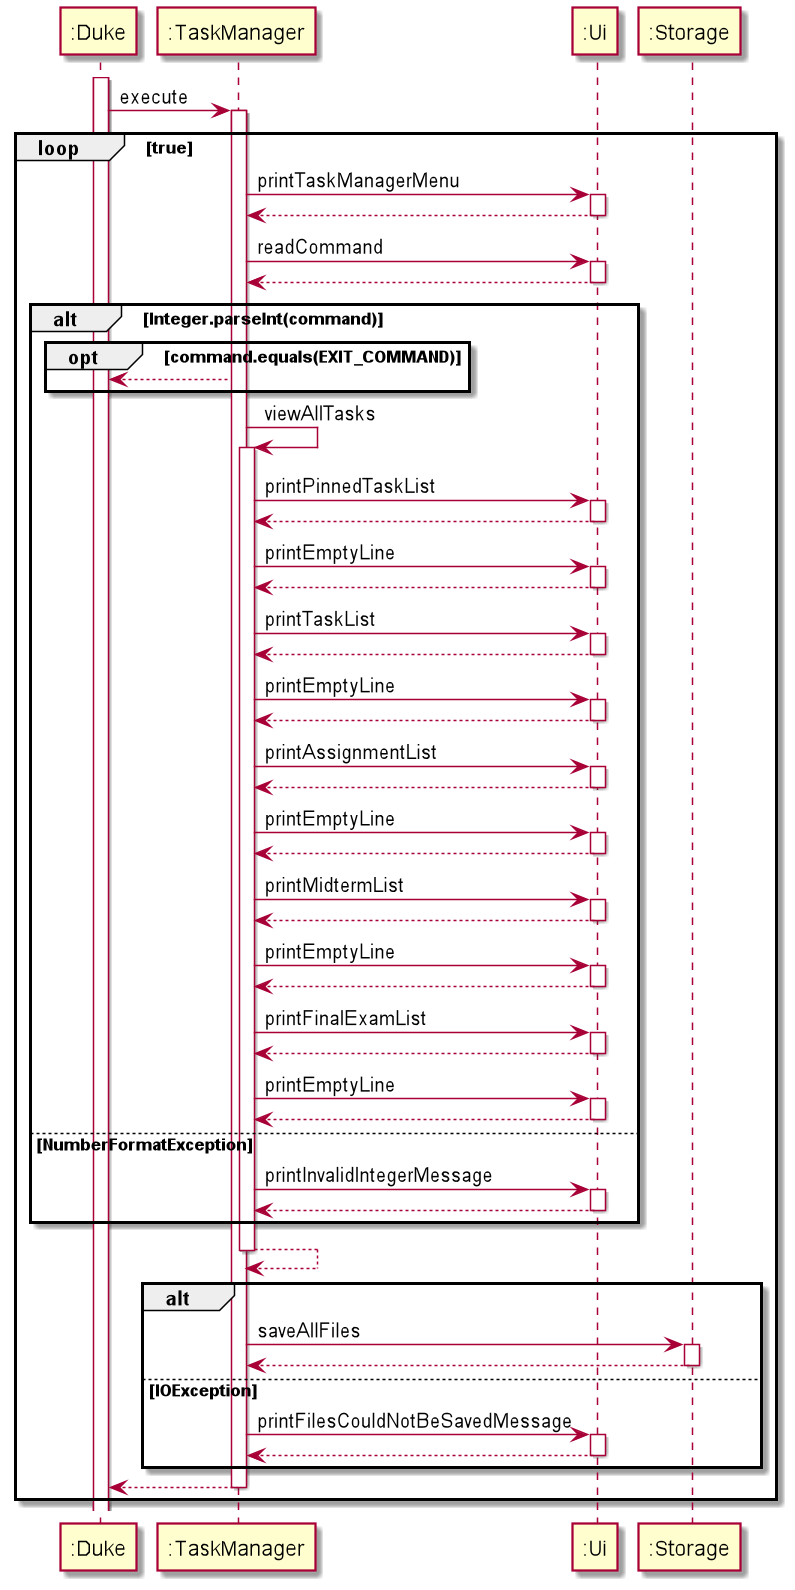 :Duke :TaskManager :Ui :Storage
execute
loop [true]
printTaskManagerMenu
readCommand
alt [Integer.parseInt(command)]
opt [command.equals(EXIT_COMMAND)]
viewAllTasks
printPinnedTaskList
printEmptyLine
printTaskList
printEmptyLine
printAssignmentList
printEmptyLine
printMidtermList
printEmptyLine
printFinalExamList
printEmptyLine
[NumberFormatException]
printInvalidIntegerMessage
alt
saveAllFiles
[IOException]
printFilesCouldNotBeSavedMessage
:Duke :TaskManager :Ui :Storage